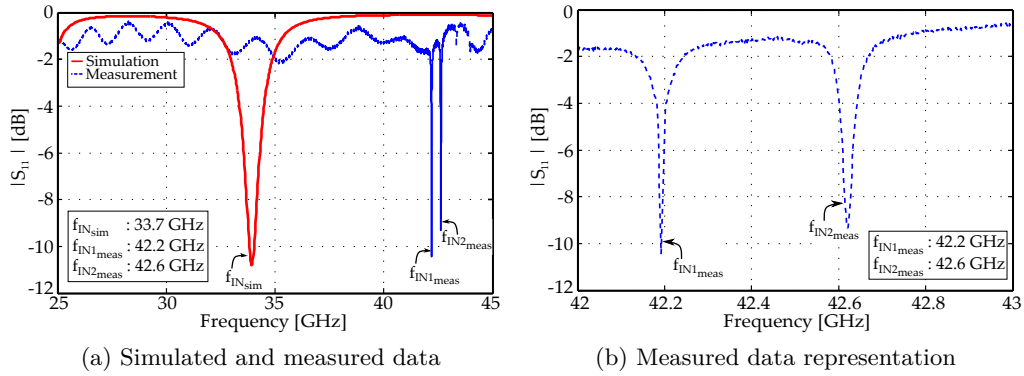 0
-2
-4
-6
-8
-10
-12
|S11| [dB]
Simulation
Measurement
fINsim : 33.7 GHz
fIN1meas : 42.2 GHz
fIN2meas : 42.6 GHz
fINsim
fIN1meas
fIN2meas
25 30 35 40 45
Frequency [GHz]
(a) Simulated and measured data
0
-2
-4
-6
-8
-10
-12
|S11| [dB]
fIN1meas
fIN2meas
fIN1meas : 42.2 GHz
fIN2meas : 42.6 GHz
42 42.2 42.4 42.6 42.8 43
Frequency [GHz]
(b) Measured data representation